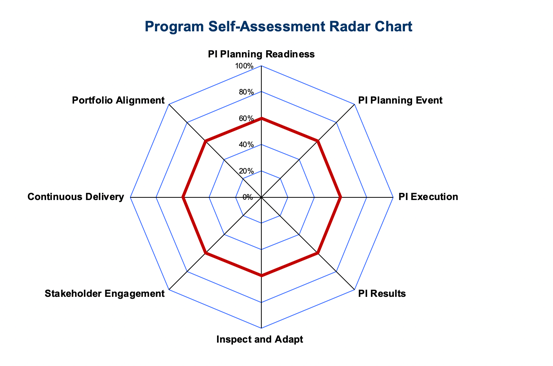 Program Self-Assessment Radar Chart
PI Planning Readiness
100%
Portfolio Alignment
PI Planning Event
80%
60%
40%
20%
Continuous Delivery
0%
PI Execution
Stakeholder Engagement
PI Results
Inspect and Adapt